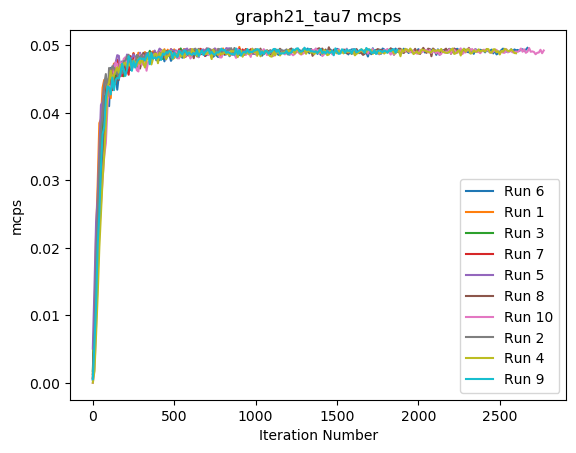 graph21_tau7 mcps
mcps
0.05
0.04
0.03
0.02
0.01
0.00
0
500
1000
1500
2000
2500
Iteration Number
Run 6
Run 1
Run 3
Run 7
Run 5
Run 8
Run 10
Run 2
Run 4
Run 9